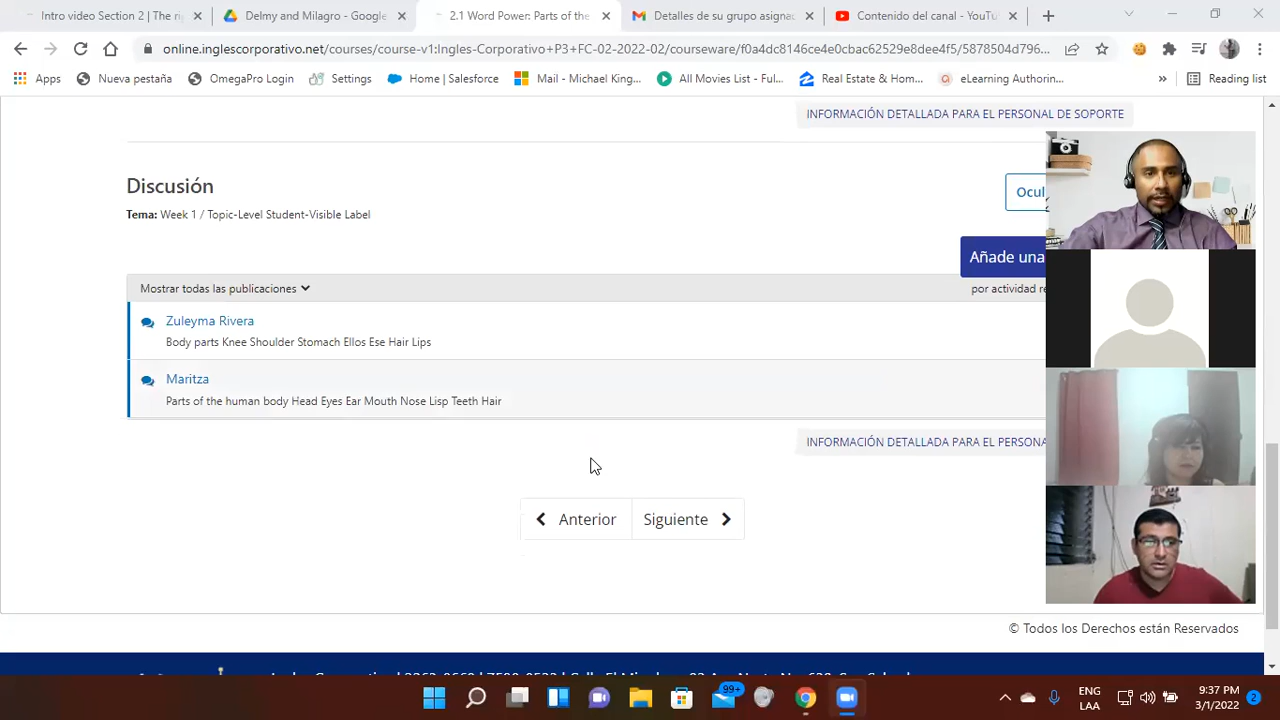 Intro video Section 2 | The ri
Delmy and Milagro - Google
2.1 Word Power: Parts of the
Detalles de su grupo asignad
Contenido del canal - YouTu
online.inglescorporativo.net/courses/course-v1:Ingles-Corporativo+P3+FC-02-2022-02/courseware/f0a4dc8146ce4e0cbac62529e8dee4f5/5878504d796...
Apps
Nueva pestaña
OmegaPro Login
Settings
Home | Salesforce
Mail - Michael King...
All Movies List - Ful...
Real Estate & Hom...
eLearning Authorin...
»
Reading list
INFORMACIÓN DETALLADA PARA EL PERSONAL DE SOPORTE
Discusión
Ocul
Tema: Week 1 / Topic-Level Student-Visible Label
Añade una
Mostrar todas las publicaciones
por actividad re
Zuleyma Rivera
Body parts Knee Shoulder Stomach Ellos Ese Hair Lips
Maritza
Parts of the human body Head Eyes Ear Mouth Nose Lisp Teeth Hair
INFORMACIÓN DETALLADA PARA EL PERSONA
Anterior
Siguiente
© Todos los Derechos están Reservados
99+
ENG
LAA
9:37 PM
3/1/2022
2